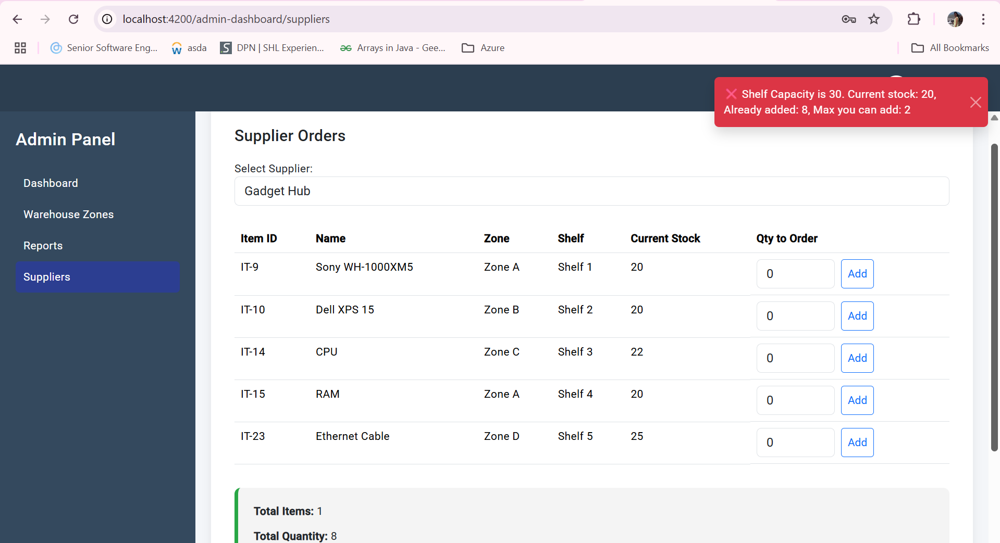 localhost:4200/admin-dashboard/suppliers
Senior Software Eng...
asda
DPN | SHL Experien...
Arrays in Java - Gee...
Azure
All Bookmarks
❌ Shelf Capacity is 30. Current stock: 20,
Already added: 8, Max you can add: 2
Admin Panel
Dashboard
Warehouse Zones
Reports
Suppliers
Supplier Orders
Select Supplier:
Gadget Hub
Item ID Name Zone Shelf Current Stock Qty to Order
IT-9 Sony WH-1000XM5 Zone A Shelf 1 20 0 Add
IT-10 Dell XPS 15 Zone B Shelf 2 20 0 Add
IT-14 CPU Zone C Shelf 3 22 0 Add
IT-15 RAM Zone A Shelf 4 20 0 Add
IT-23 Ethernet Cable Zone D Shelf 5 25 0 Add
Total Items: 1
Total Quantity: 8